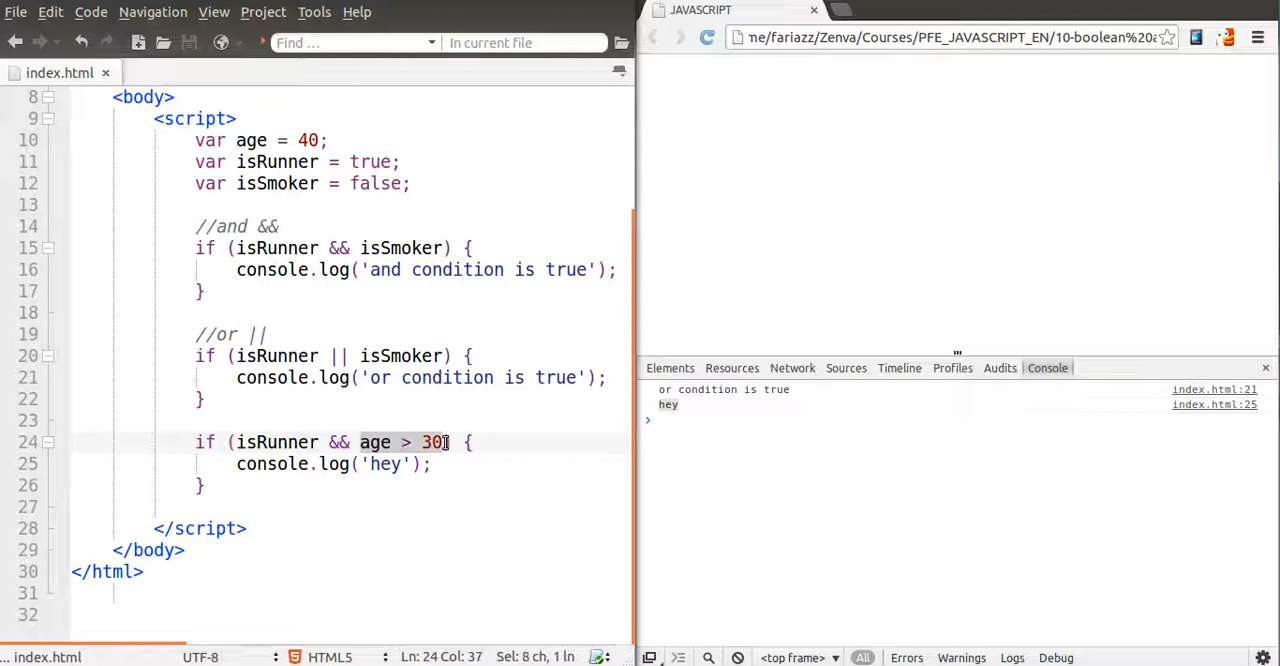 File Edit Code Navigation View Project Tools Help
Find ... In current file
index.html ×
8 <body>
9 <script>
10 var age = 40;
11 var isRunner = true;
12 var isSmoker = false;
13
14 //and &&
15 if (isRunner && isSmoker) {
16 console.log('and condition is true');
17 }
18
19 //or ||
20 if (isRunner || isSmoker) {
21 console.log('or condition is true');
22 }
23
24 if (isRunner && age > 30) {
25 console.log('hey');
26 }
27
28 </script>
29 </body>
30 </html>
31
32
... index.html UTF-8 HTML5 Ln: 24 Col: 37 Sel: 8 ch, 1 ln
JAVASCRIPT ×
me/fariazz/Zenva/Courses/PFE_JAVASCRIPT_EN/10-boolean%20
Elements Resources Network Sources Timeline Profiles Audits Console ×
or condition is true index.html:21
hey index.html:25
>
<top frame> All Errors Warnings Logs Debug